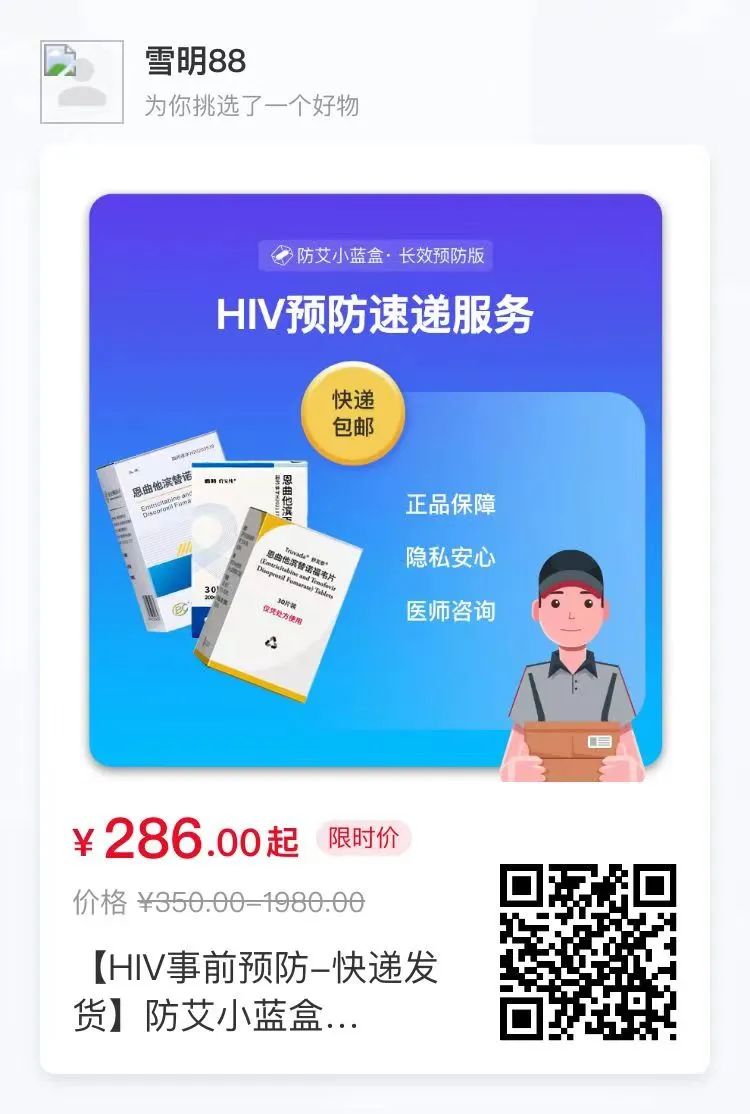 雪明88
为你挑选了一个好物
防艾小蓝盒·长效预防版
HIV预防速递服务
快递
包邮
正品保障
隐私安心
医师咨询
恩曲他滨替诺
Emtricitabine and
Disoproxil Fuma
恩曲他滨
30
Truvada®
恩曲他滨替诺福韦片
(Emtricitabine and Tenofovir
Disoproxil Fumarate) Tablets
30片装
仅凭处方使用
¥286.00起
限时价
价格 ¥350.00-1980.00
【HIV事前预防-快递发
货】防艾小蓝盒...